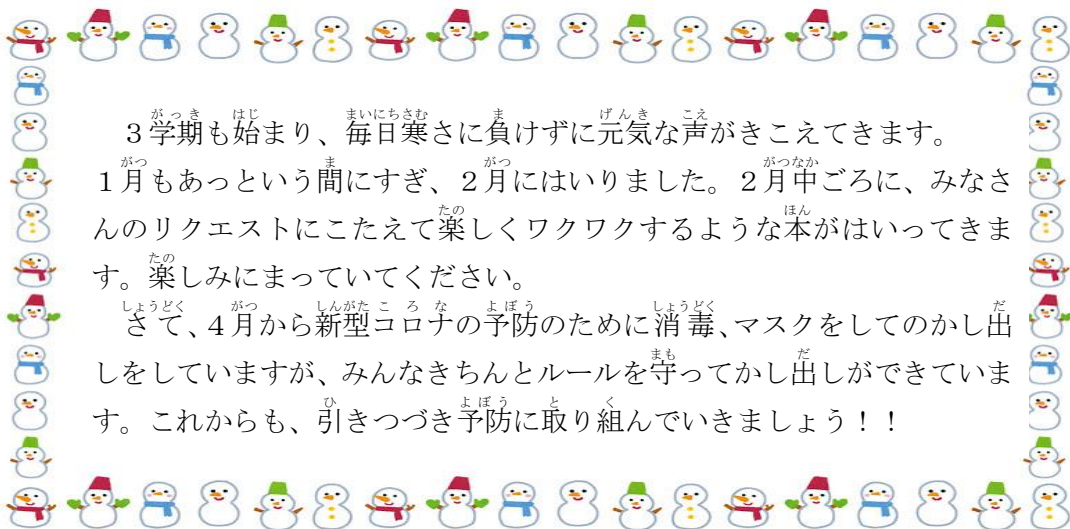 ３学期も始まり、毎日寒さに負けずに元気な声がきこえてきます。
１月もあっという間にすぎ、２月にはいりました。２月中ごろに、みなさ
んのリクエストにこたえて楽しくワクワクするような本がはいってきま
す。楽しみにまっていてください。
さて、４月から新型コロナの予防のために消毒、マスクをしてのかし出
しをしていますが、みんなきちんとルールを守ってかし出しができていま
す。これからも、引きつづき予防に取り組んでいきましょう！！